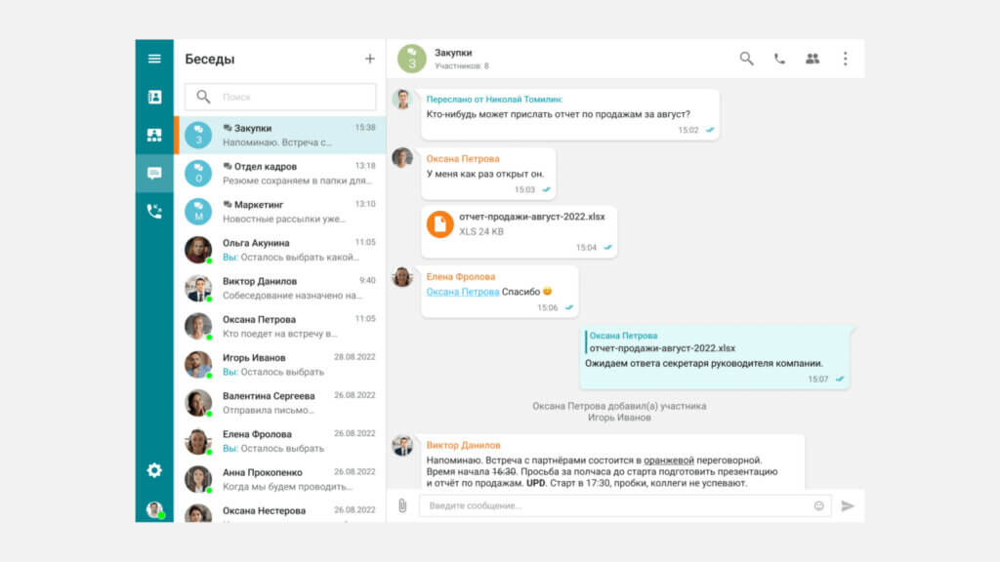 Беседы
+
Поиск
3
Закупки
15:38
Напоминаю. Встреча с…
0
Отдел кадров
13:18
Резюме сохраняем в папки для…
М
Маркетинг
13:10
Новостные рассылки уже…
Ольга Акунина
11:05
Вы: Осталось выбрать какой…
Виктор Данилов
9:40
Собеседование назначено на…
Оксана Петрова
11:05
Кто поедет на встречу в…
Игорь Иванов
28.08.2022
Вы: Осталось выбрать
Валентина Сергеева
26.08.2022
Отправила письмо…
Елена Фролова
26.08.2022
Вы: Осталось выбрать
Анна Прокопенко
26.08.2022
Когда мы будем проводить…
Оксана Нестерова
26.08.2022
3
Закупки
Участников: 8
Переслано от Николай Томилин:
Кто-нибудь может прислать отчет по продажам за август?
15:02
Оксана Петрова
У меня как раз открыт он.
15:03
отчет-продажи-август-2022.xlsx
XLS 24 KB
15:04
Елена Фролова
Оксана Петрова Спасибо 😊
15:06
Оксана Петрова
отчет-продажи-август-2022.xlsx
Ожидаем ответа секретаря руководителя компании.
15:07
Оксана Петрова добавил(а) участника
Игорь Иванов
Виктор Данилов
Напоминаю. Встреча с партнёрами состоится в оранжевой переговорной.
Время начала 16:30. Просьба за полчаса до старта подготовить презентацию
и отчёт по продажам. UPD. Старт в 17:30, пробки, коллеги не успевают.
Введите сообщение...